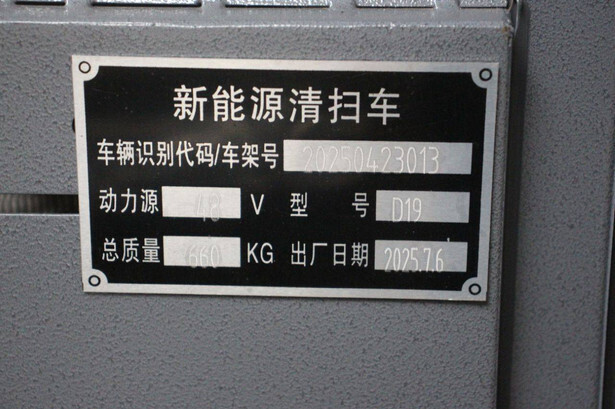 新能源清扫车
车辆识别代码/车架号 20250423013
动力源 48 V 型 号 D19
总质量 660 KG 出厂日期 2025.7.6